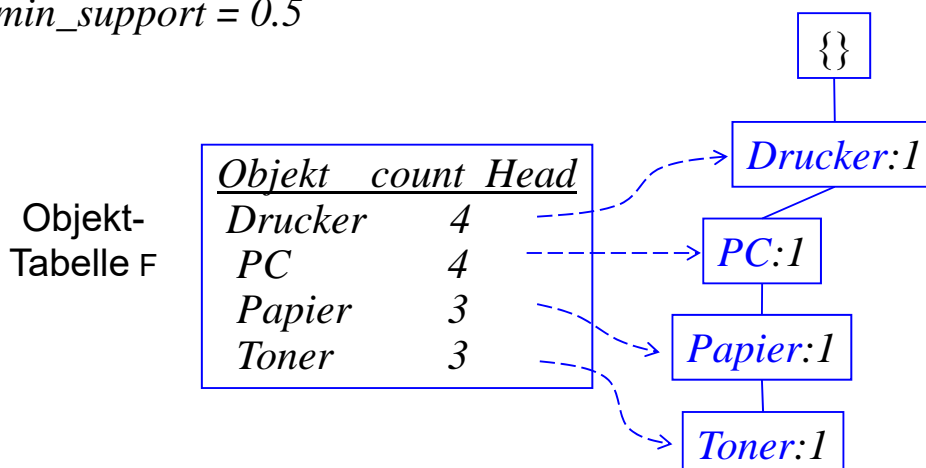 min_support = 0.5
{}
Drucker:1
Objekt count Head
Drucker 4
PC 4
Papier 3
Toner 3
Objekt-
Tabelle F
PC:1
Papier:1
Toner:1